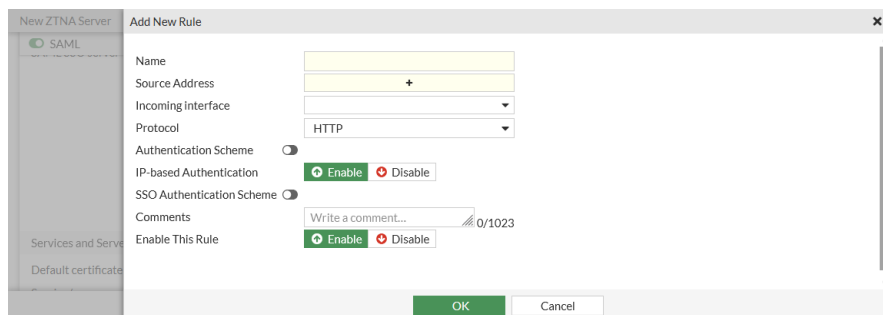 New ZTNA Server
Add New Rule
SAML
Name
Source Address
Incoming interface
Protocol
HTTP
Authentication Scheme
IP-based Authentication
Enable
Disable
SSO Authentication Scheme
Comments
Write a comment...
0/1023
Enable This Rule
Enable
Disable
Services and Serve
Default certificate
OK
Cancel